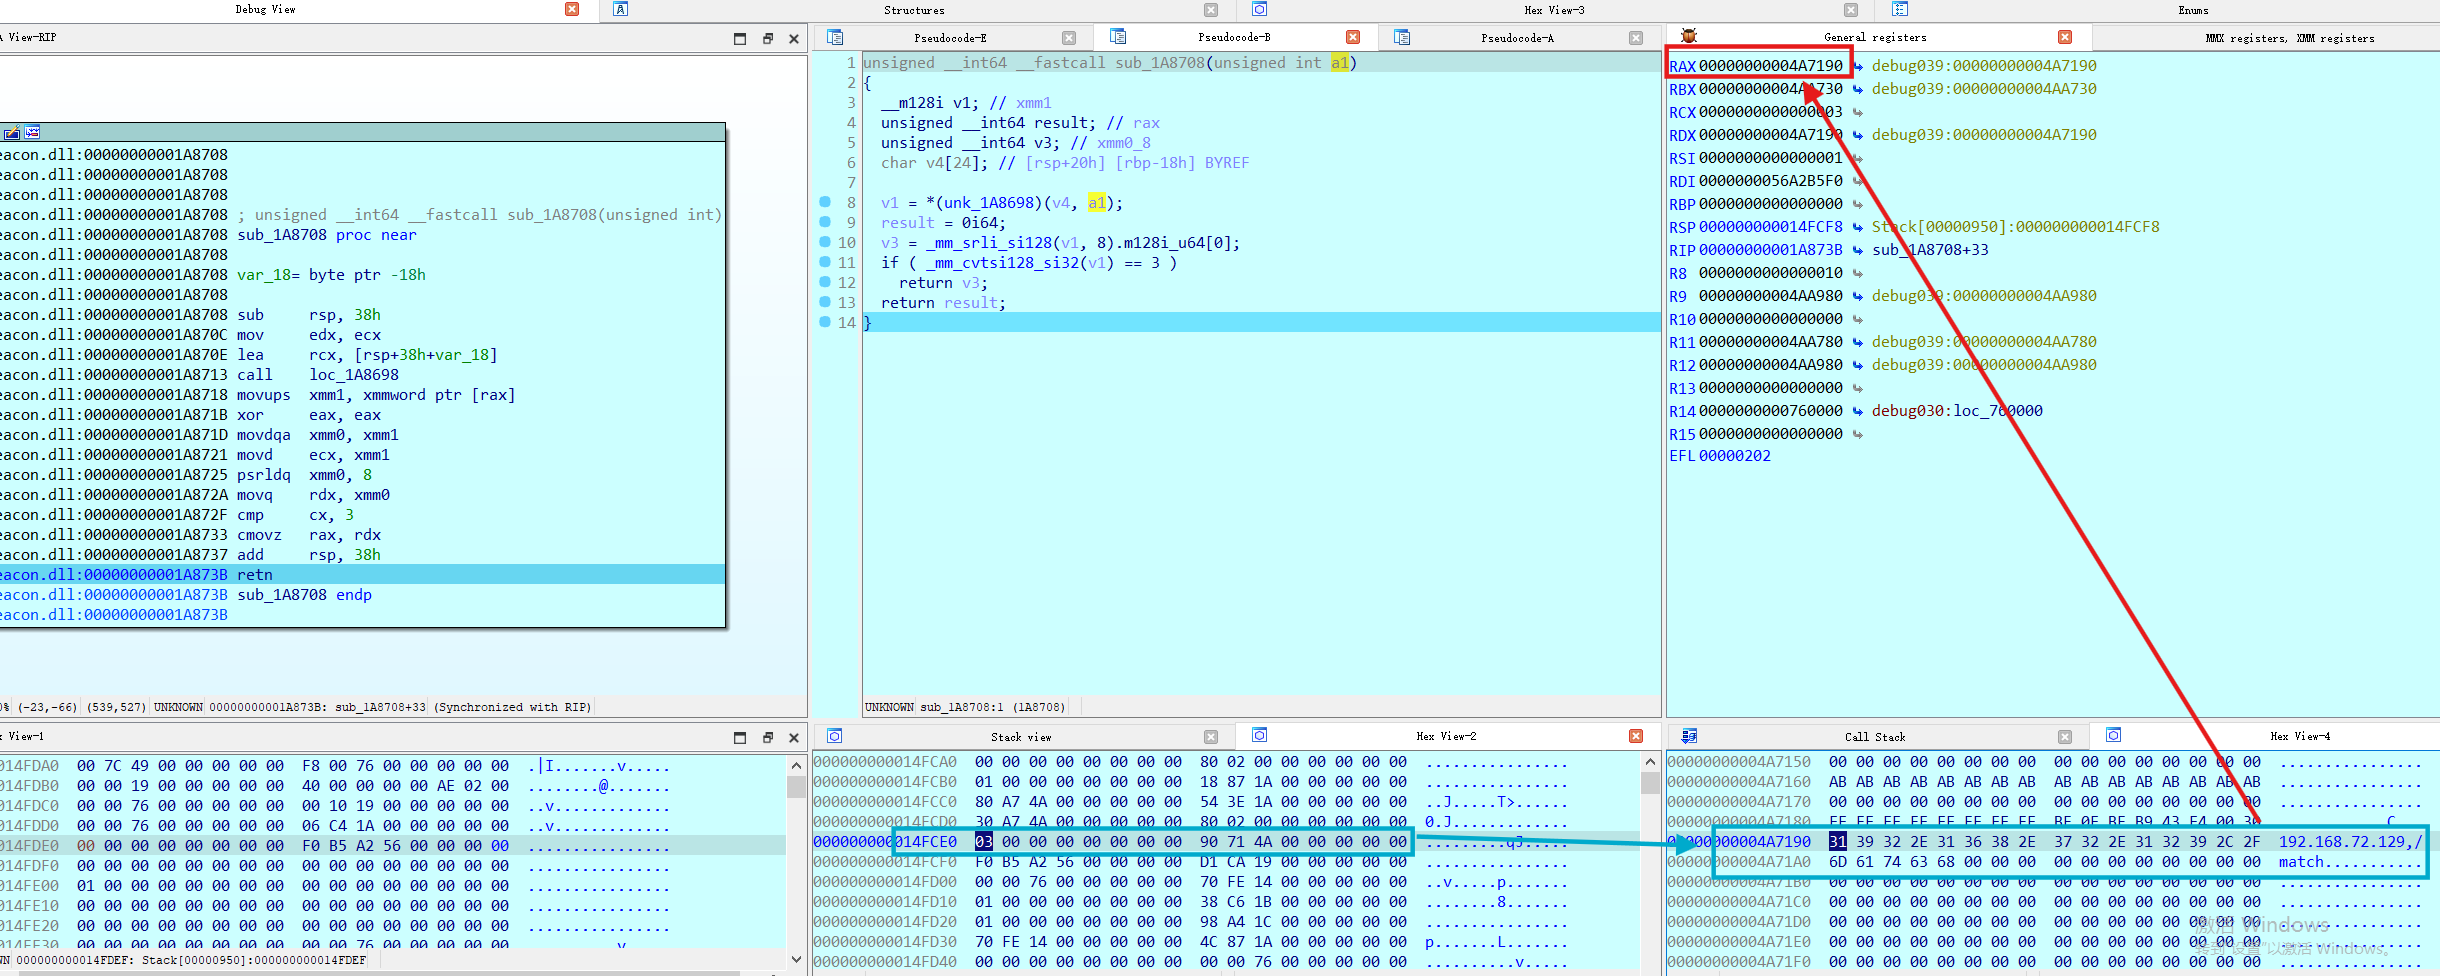 Debug View
Structures
Hex View-3
Enums
A View-RIP
Pseudocode-E
Pseudocode-B
Pseudocode-A
General registers
MMX registers, XMM registers
eacon.dll:00000000001A8708
eacon.dll:00000000001A8708
eacon.dll:00000000001A8708
eacon.dll:00000000001A8708 ; unsigned __int64 __fastcall sub_1A8708(unsigned int)
eacon.dll:00000000001A8708 sub_1A8708 proc near
eacon.dll:00000000001A8708
eacon.dll:00000000001A8708 var_18= byte ptr -18h
eacon.dll:00000000001A8708
eacon.dll:00000000001A8708 sub rsp, 38h
eacon.dll:00000000001A870C mov edx, ecx
eacon.dll:00000000001A870E lea rcx, [rsp+38h+var_18]
eacon.dll:00000000001A8713 call loc_1A8698
eacon.dll:00000000001A8718 movups xmm1, xmmword ptr [rax]
eacon.dll:00000000001A871B xor eax, eax
eacon.dll:00000000001A871D movdqa xmm0, xmm1
eacon.dll:00000000001A8721 movd ecx, xmm1
eacon.dll:00000000001A8725 psrldq xmm0, 8
eacon.dll:00000000001A872A movq rdx, xmm0
eacon.dll:00000000001A872F cmp cx, 3
eacon.dll:00000000001A8733 cmovz rax, rdx
eacon.dll:00000000001A8737 add rsp, 38h
eacon.dll:00000000001A873B retn
eacon.dll:00000000001A873B sub_1A8708 endp
eacon.dll:00000000001A873B
0% (-23,-66) (539,527) UNKNOWN 00000000001A873B: sub_1A8708+33 (Synchronized with RIP)
1 unsigned __int64 __fastcall sub_1A8708(unsigned int a1)
2 {
3 __m128i v1; // xmm1
4 unsigned __int64 result; // rax
5 unsigned __int64 v3; // xmm0_8
6 char v4[24]; // [rsp+20h] [rbp-18h] BYREF
7
8 v1 = *(unk_1A8698)(v4, a1);
9 result = 0i64;
10 v3 = _mm_srli_si128(v1, 8).m128i_u64[0];
11 if ( _mm_cvtsi128_si32(v1) == 3 )
12 return v3;
13 return result;
14 }
UNKNOWN sub_1A8708:1 (1A8708)
RAX 00000000004A7190 debug039:00000000004A7190
RBX 00000000004AA730 debug039:00000000004AA730
RCX 0000000000000003
RDX 00000000004A7190 debug039:00000000004A7190
RSI 0000000000000001
RDI 0000000056A2B5F0
RBP 0000000000000000
RSP 000000000014FCF8 Stack[00000950]:000000000014FCF8
RIP 00000000001A873B sub_1A8708+33
R8 0000000000000010
R9 00000000004AA980 debug039:00000000004AA980
R10 0000000000000000
R11 00000000004AA780 debug039:00000000004AA780
R12 00000000004AA980 debug039:00000000004AA980
R13 0000000000000000
R14 0000000000760000 debug030:loc_760000
R15 0000000000000000
EFL 00000202
x View-1
014FDA0 00 7C 49 00 00 00 00 00 F8 00 76 00 00 00 00 00 .|I.......v.....
014FDB0 00 00 19 00 00 00 00 00 40 00 00 00 00 AE 02 00 ........@.......
014FDC0 00 00 76 00 00 00 00 00 00 10 19 00 00 00 00 00 ..v.............
014FDD0 00 00 76 00 00 00 00 00 06 C4 1A 00 00 00 00 00 ..v.............
014FDE0 00 00 00 00 00 00 00 00 F0 B5 A2 56 00 00 00 00 ................
014FDF0 00 00 00 00 00 00 00 00 00 00 00 00 00 00 00 00 ................
014FE00 01 00 00 00 00 00 00 00 00 00 00 00 00 00 00 00 ................
014FE10 00 00 00 00 00 00 00 00 00 00 00 00 00 00 00 00 ................
014FE20 00 00 00 00 00 00 00 00 00 00 00 00 00 00 00 00 ................
014FE30 00 00 00 00 00 00 00 00 00 00 76 00 00 00 00 00 ..........v.....
WN 000000000014FDEF: Stack[00000950]:000000000014FDEF
Stack view
Hex View-2
000000000014FCA0 00 00 00 00 00 00 00 00 80 02 00 00 00 00 00 00 ................
000000000014FCB0 01 00 00 00 00 00 00 00 18 87 1A 00 00 00 00 00 ................
000000000014FCC0 80 A7 4A 00 00 00 00 00 54 3E 1A 00 00 00 00 00 ..J.....T>......
000000000014FCD0 30 A7 4A 00 00 00 00 00 80 02 00 00 00 00 00 00 0.J.............
000000000014FCE0 03 00 00 00 00 00 00 00 90 71 4A 00 00 00 00 00 .........qJ.....
000000000014FCF0 F0 B5 A2 56 00 00 00 00 D1 CA 19 00 00 00 00 00
000000000014FD00 00 00 76 00 00 00 00 00 70 FE 14 00 00 00 00 00 ..v.....p.......
000000000014FD10 01 00 00 00 00 00 00 00 38 C6 1B 00 00 00 00 00 ........8.......
000000000014FD20 01 00 00 00 00 00 00 00 98 A4 1C 00 00 00 00 00 ................
000000000014FD30 70 FE 14 00 00 00 00 00 4C 87 1A 00 00 00 00 00 p.......L.......
000000000014FD40 00 00 00 00 00 00 00 00 00 00 76 00 00 00 00 00 ..........v.....
Call Stack
Hex View-4
00000000004A7150 00 00 00 00 00 00 00 00 00 00 00 00 00 00 00 00 ................
00000000004A7160 AB AB AB AB AB AB AB AB AB AB AB AB AB AB AB AB ................
00000000004A7170 00 00 00 00 00 00 00 00 00 00 00 00 00 00 00 00 ................
00000000004A7180
00000000004A7190 31 39 32 2E 31 36 38 2E 37 32 2E 31 32 39 2C 2F 192.168.72.129,/
00000000004A71A0 6D 61 74 63 68 00 00 00 00 00 00 00 00 00 00 00 match...........
00000000004A71B0 00 00 00 00 00 00 00 00 00 00 00 00 00 00 00 00
00000000004A71C0 00 00 00 00 00 00 00 00 00 00 00 00 00 00 00 00 ................
00000000004A71D0 00 00 00 00 00 00 00 00 00 00 00 00 00 00 00 00
00000000004A71E0 00 00 00 00 00 00 00 00 00 00 00 00 00 00 00 00
00000000004A71F0 00 00 00 00 00 00 00 00 00 00 00 00 00 00 00 00 ................
激活 Windows
转到"设置"以激活 Windows。